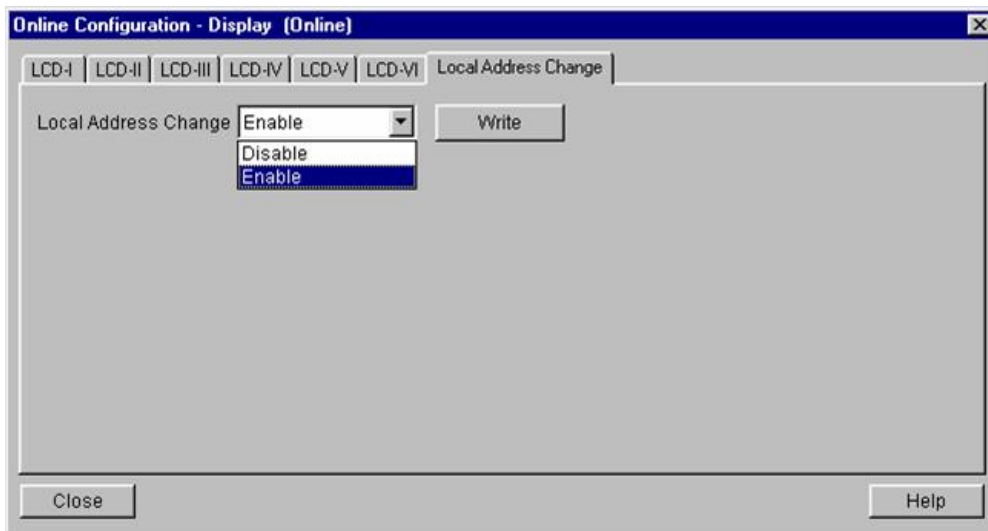 Online Configuration - Display (Online)
LCD-I LCD-II LCD-III LCD-IV LCD-V LCD-VI Local Address Change
Local Address Change Enable Write
Disable
Enable
Close Help